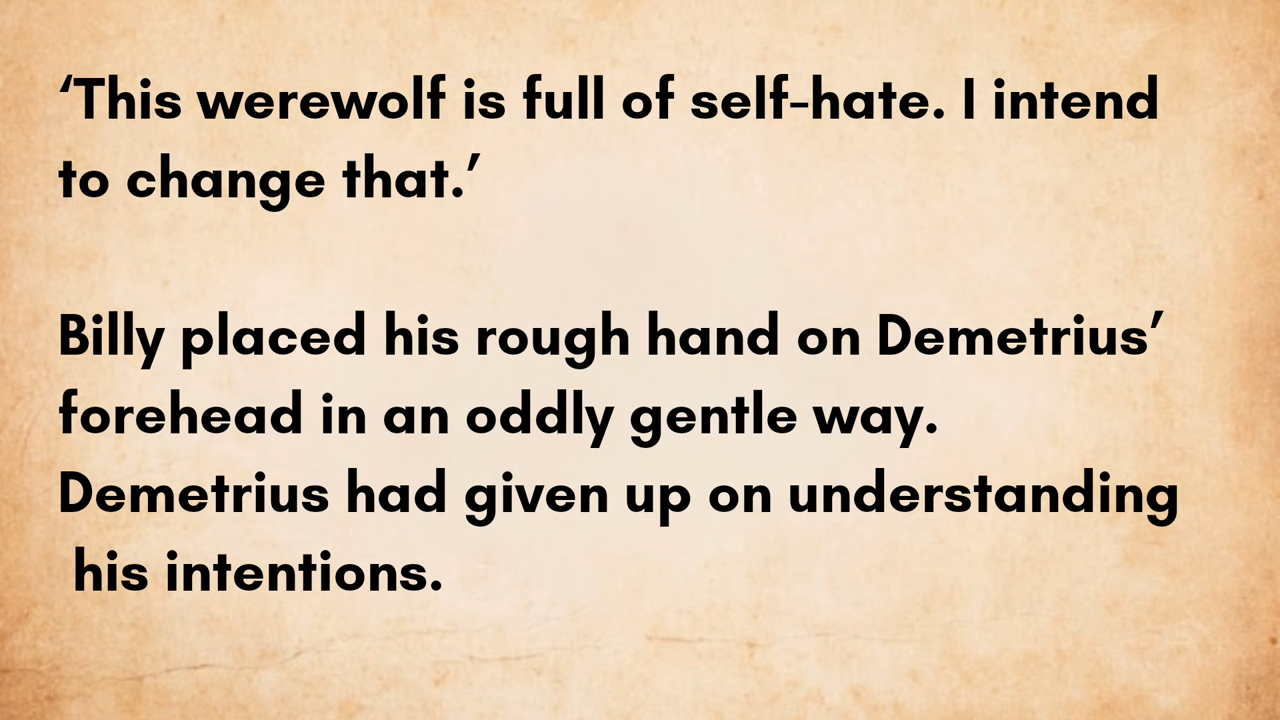 ‘This werewolf is full of self-hate. I intend
to change that.’
Billy placed his rough hand on Demetrius’
forehead in an oddly gentle way.
Demetrius had given up on understanding
his intentions.